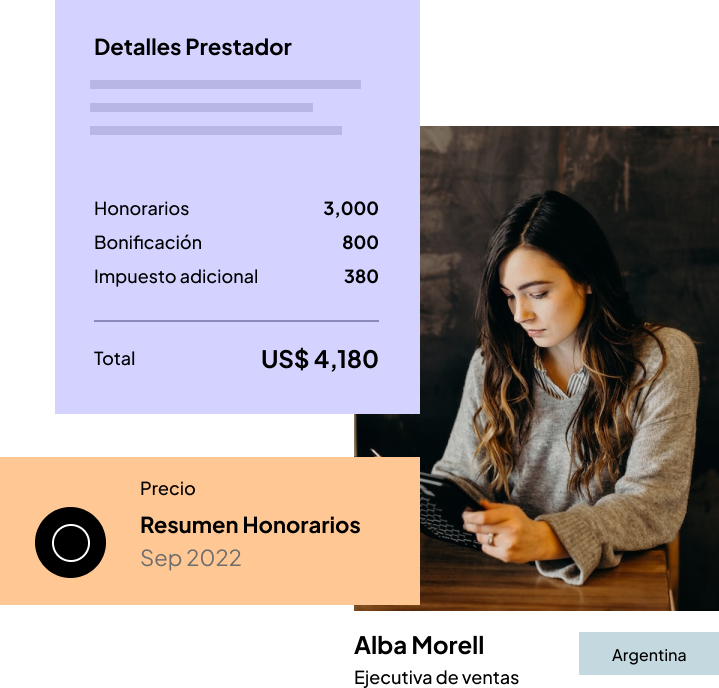 Detalles Prestador
Honorarios 3,000
Bonificación 800
Impuesto adicional 380
Total US$ 4,180
Precio
Resumen Honorarios
Sep 2022
Alba Morell
Ejecutiva de ventas
Argentina